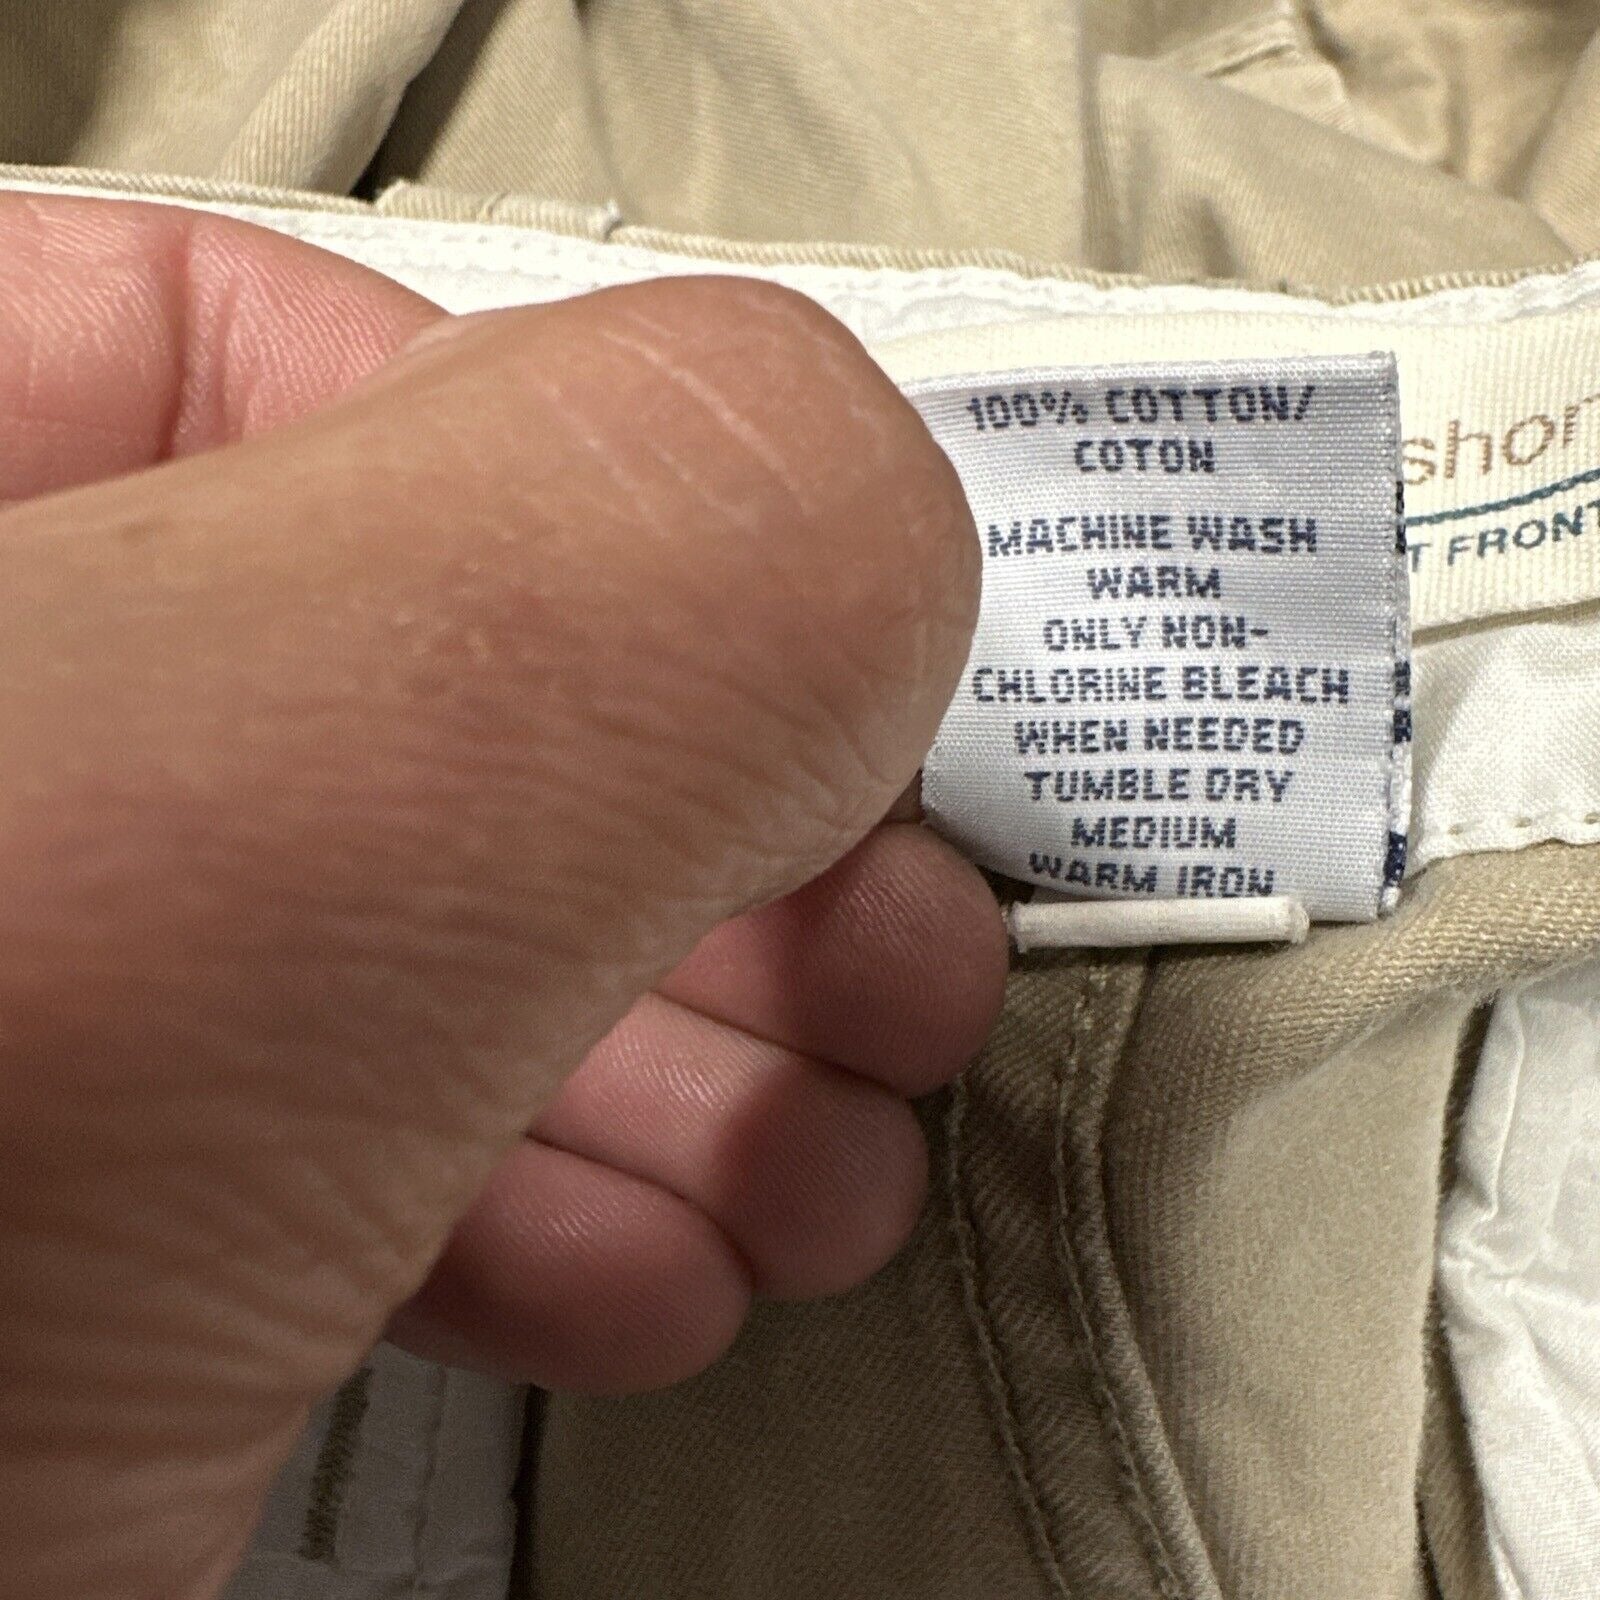 100% COTTON/
COTON
MACHINE WASH
WARM
ONLY NON-
CHLORINE BLEACH
WHEN NEEDED
TUMBLE DRY
MEDIUM
WARM IRON
shor
T FRONT